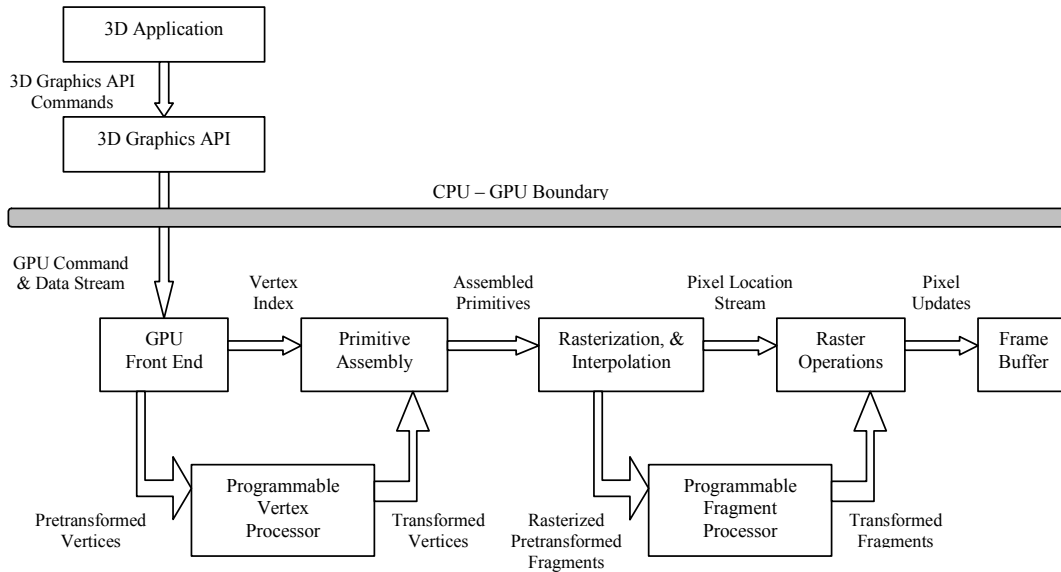 3D Application
3D Graphics API
Commands
3D Graphics API
CPU – GPU Boundary
GPU Command
& Data Stream
Vertex
Index
Assembled
Primitives
Pixel Location
Stream
Pixel
Updates
GPU
Front End
Primitive
Assembly
Rasterization, &
Interpolation
Raster
Operations
Frame
Buffer
Pretransformed
Vertices
Programmable
Vertex
Processor
Transformed
Vertices
Rasterized
Pretransformed
Fragments
Programmable
Fragment
Processor
Transformed
Fragments